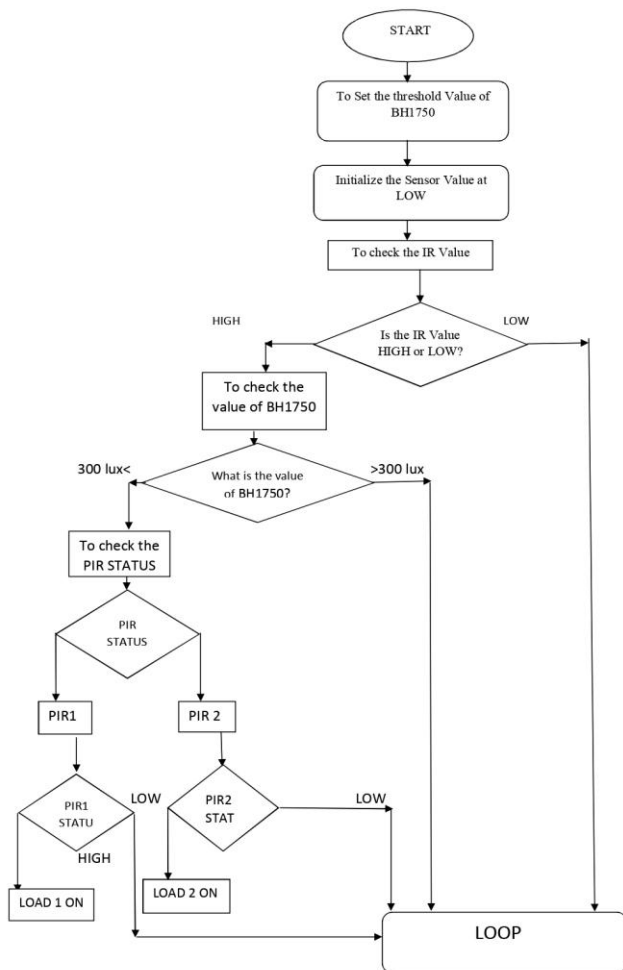 START
To Set the threshold Value of
BH1750
Initialize the Sensor Value at
LOW
To check the IR Value
HIGH
Is the IR Value
HIGH or LOW?
LOW
To check the
value of BH1750
300 lux<
What is the value
of BH1750?
>300 lux
To check the
PIR STATUS
PIR
STATUS
PIR1
PIR 2
PIR1
STATU
LOW
HIGH
PIR2
STAT
LOW
LOAD 1 ON
LOAD 2 ON
LOOP